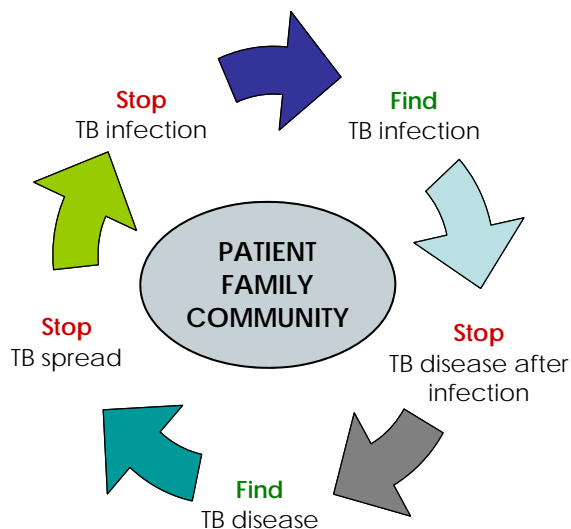 Stop
TB infection
Find
TB infection
PATIENT
FAMILY
COMMUNITY
Stop
TB disease after
infection
Find
TB disease
Stop
TB spread